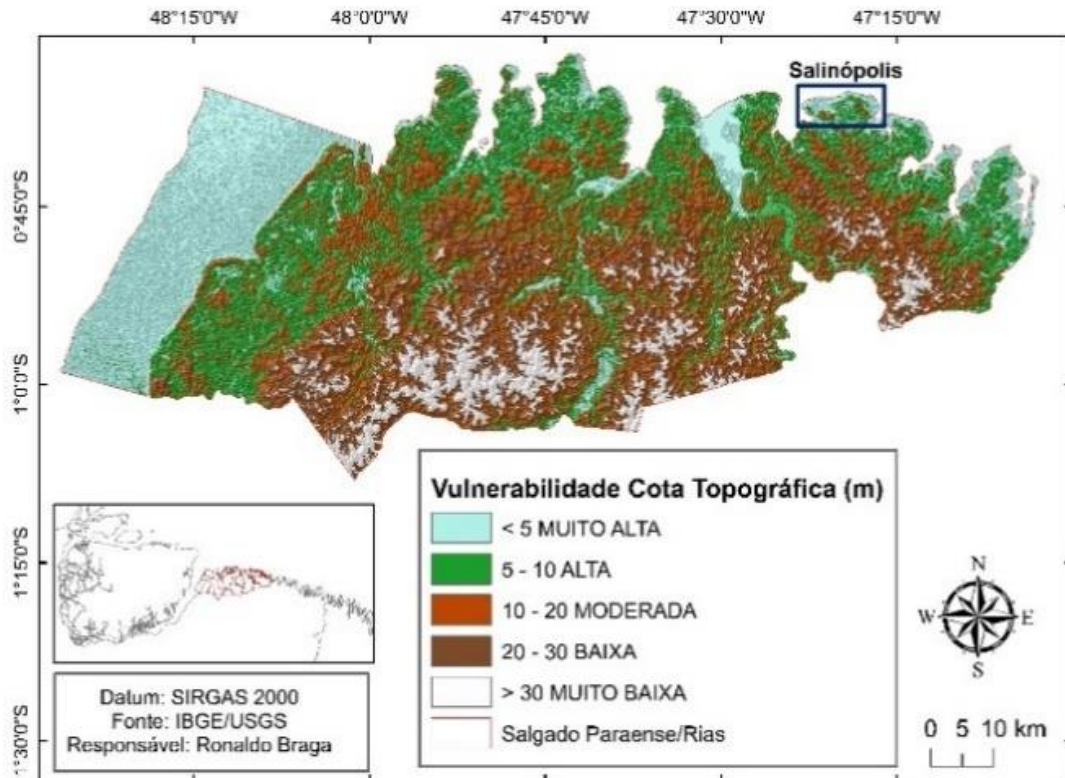 48°15'0"W 48°0'0"W 47°45'0"W 47°30'0"W 47°15'0"W
Salinópolis
0°45'0"S
1°0'0"S
1°15'0"S
1°30'0"S
Vulnerabilidade Cota Topográfica (m)
< 5 MUITO ALTA
5 - 10 ALTA
10 - 20 MODERADA
20 - 30 BAIXA
> 30 MUITO BAIXA
Salgado Paraense/Rias
Datum: SIRGAS 2000
Fonte: IBGE/USGS
Responsável: Ronaldo Braga
N
W E
S
0 5 10 km